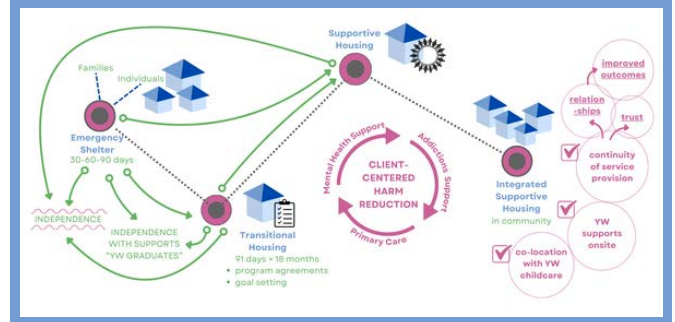 Families
Individuals
Emergency
Shelter
30-60-90 days
INDEPENDENCE
INDEPENDENCE
WITH SUPPORTS
"YW GRADUATES"
Transitional
Housing
91 days > 18 months
• program agreements
• goal setting
Supportive
Housing
Mental Health Support
Addictions Support
Primary Care
CLIENT-
CENTERED
HARM
REDUCTION
Integrated
Supportive
Housing
in community
improved
outcomes
relation
-ships
trust
continuity
of service
provision
YW
supports
onsite
co-location
with YW
childcare